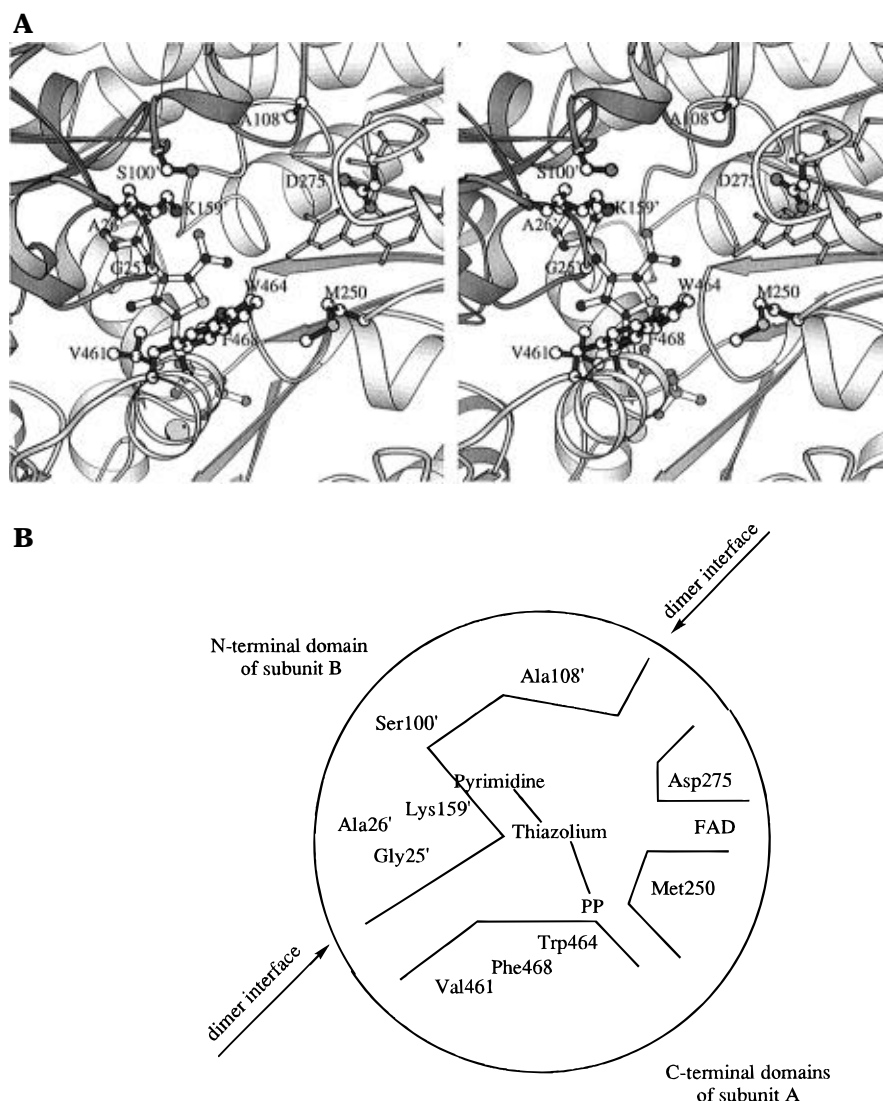 A
A108'
S100'
D275
K159'
A26'
G25'
W464
M250
F468
V461
A108'
S100'
D275
K159'
A26'
G25'
W464
M250
F468
V461
B
dimer interface
N-terminal domain
of subunit B
Ala108'
Ser100'
Pyrimidine
Asp275
Lys159'
Ala26'
Thiazolium
FAD
Gly25'
Met250
PP
Trp464
Phe468
Val461
dimer interface
C-terminal domains
of subunit A